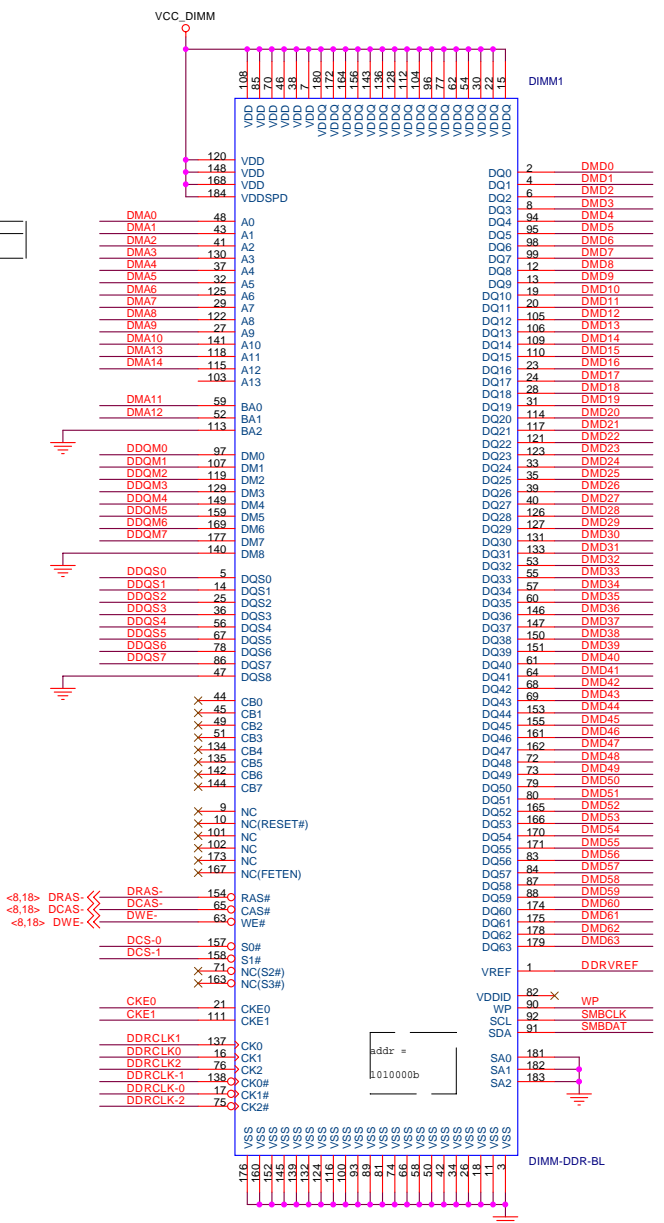 VCC_DIMM
DIMM1
108 85 70 46 38 7 180 172 164 156 143 136 128 112 104 96 77 62 54 30 22 15
VDD VDD VDD VDD VDD VDD VDDQ VDDQ VDDQ VDDQ VDDQ VDDQ VDDQ VDDQ VDDQ VDDQ VDDQ VDDQ VDDQ VDDQ VDDQ VDDQ
120 VDD
148 VDD
168 VDD
184 VDDSPD
DMA0 48 A0
DMA1 43 A1
DMA2 41 A2
DMA3 130 A3
DMA4 37 A4
DMA5 32 A5
DMA6 125 A6
DMA7 29 A7
DMA8 122 A8
DMA9 27 A9
DMA10 141 A10
DMA13 118 A11
DMA14 115 A12
103 A13
DMA11 59 BA0
DMA12 52 BA1
113 BA2
DDQM0 97 DM0
DDQM1 107 DM1
DDQM2 119 DM2
DDQM3 129 DM3
DDQM4 149 DM4
DDQM5 159 DM5
DDQM6 169 DM6
DDQM7 177 DM7
140 DM8
DDQS0 5 DQS0
DDQS1 14 DQS1
DDQS2 25 DQS2
DDQS3 36 DQS3
DDQS4 56 DQS4
DDQS5 67 DQS5
DDQS6 78 DQS6
DDQS7 86 DQS7
47 DQS8
44 CB0
45 CB1
49 CB2
51 CB3
134 CB4
135 CB5
142 CB6
144 CB7
9 NC
10 NC(RESET#)
101 NC
102 NC
173 NC
167 NC(FETEN)
<8,18> DRAS- DRAS- 154 RAS#
<8,18> DCAS- DCAS- 65 CAS#
<8,18> DWE- DWE- 63 WE#
DCS-0 157 S0#
DCS-1 158 S1#
71 NC(S2#)
163 NC(S3#)
CKE0 21 CKE0
CKE1 111 CKE1
DDRCLK1 137 CK0
DDRCLK0 16 CK1
DDRCLK2 76 CK2
DDRCLK-1 138 CK0#
DDRCLK-0 17 CK1#
DDRCLK-2 75 CK2#
DQ0 2 DMD0
DQ1 4 DMD1
DQ2 6 DMD2
DQ3 8 DMD3
DQ4 94 DMD4
DQ5 95 DMD5
DQ6 98 DMD6
DQ7 99 DMD7
DQ8 12 DMD8
DQ9 13 DMD9
DQ10 19 DMD10
DQ11 20 DMD11
DQ12 105 DMD12
DQ13 106 DMD13
DQ14 109 DMD14
DQ15 110 DMD15
DQ16 23 DMD16
DQ17 24 DMD17
DQ18 28 DMD18
DQ19 31 DMD19
DQ20 114 DMD20
DQ21 117 DMD21
DQ22 121 DMD22
DQ23 123 DMD23
DQ24 33 DMD24
DQ25 35 DMD25
DQ26 39 DMD26
DQ27 40 DMD27
DQ28 126 DMD28
DQ29 127 DMD29
DQ30 131 DMD30
DQ31 133 DMD31
DQ32 53 DMD32
DQ33 55 DMD33
DQ34 57 DMD34
DQ35 60 DMD35
DQ36 146 DMD36
DQ37 147 DMD37
DQ38 150 DMD38
DQ39 151 DMD39
DQ40 61 DMD40
DQ41 64 DMD41
DQ42 68 DMD42
DQ43 69 DMD43
DQ44 153 DMD44
DQ45 155 DMD45
DQ46 161 DMD46
DQ47 162 DMD47
DQ48 72 DMD48
DQ49 73 DMD49
DQ50 79 DMD50
DQ51 80 DMD51
DQ52 165 DMD52
DQ53 166 DMD53
DQ54 170 DMD54
DQ55 171 DMD55
DQ56 83 DMD56
DQ57 84 DMD57
DQ58 87 DMD58
DQ59 88 DMD59
DQ60 174 DMD60
DQ61 175 DMD61
DQ62 178 DMD62
DQ63 179 DMD63
VREF 1 DDRVREF
VDDID 82
WP 90 WP
SCL 92 SMBCLK
SDA 91 SMBDAT
addr =
1010000b
SA0 181
SA1 182
SA2 183
VSS VSS VSS VSS VSS VSS VSS VSS VSS VSS VSS VSS VSS VSS VSS VSS VSS VSS VSS VSS VSS VSS
176 160 152 145 139 132 124 116 100 93 89 81 74 66 58 50 42 34 26 18 11 3
DIMM-DDR-BL